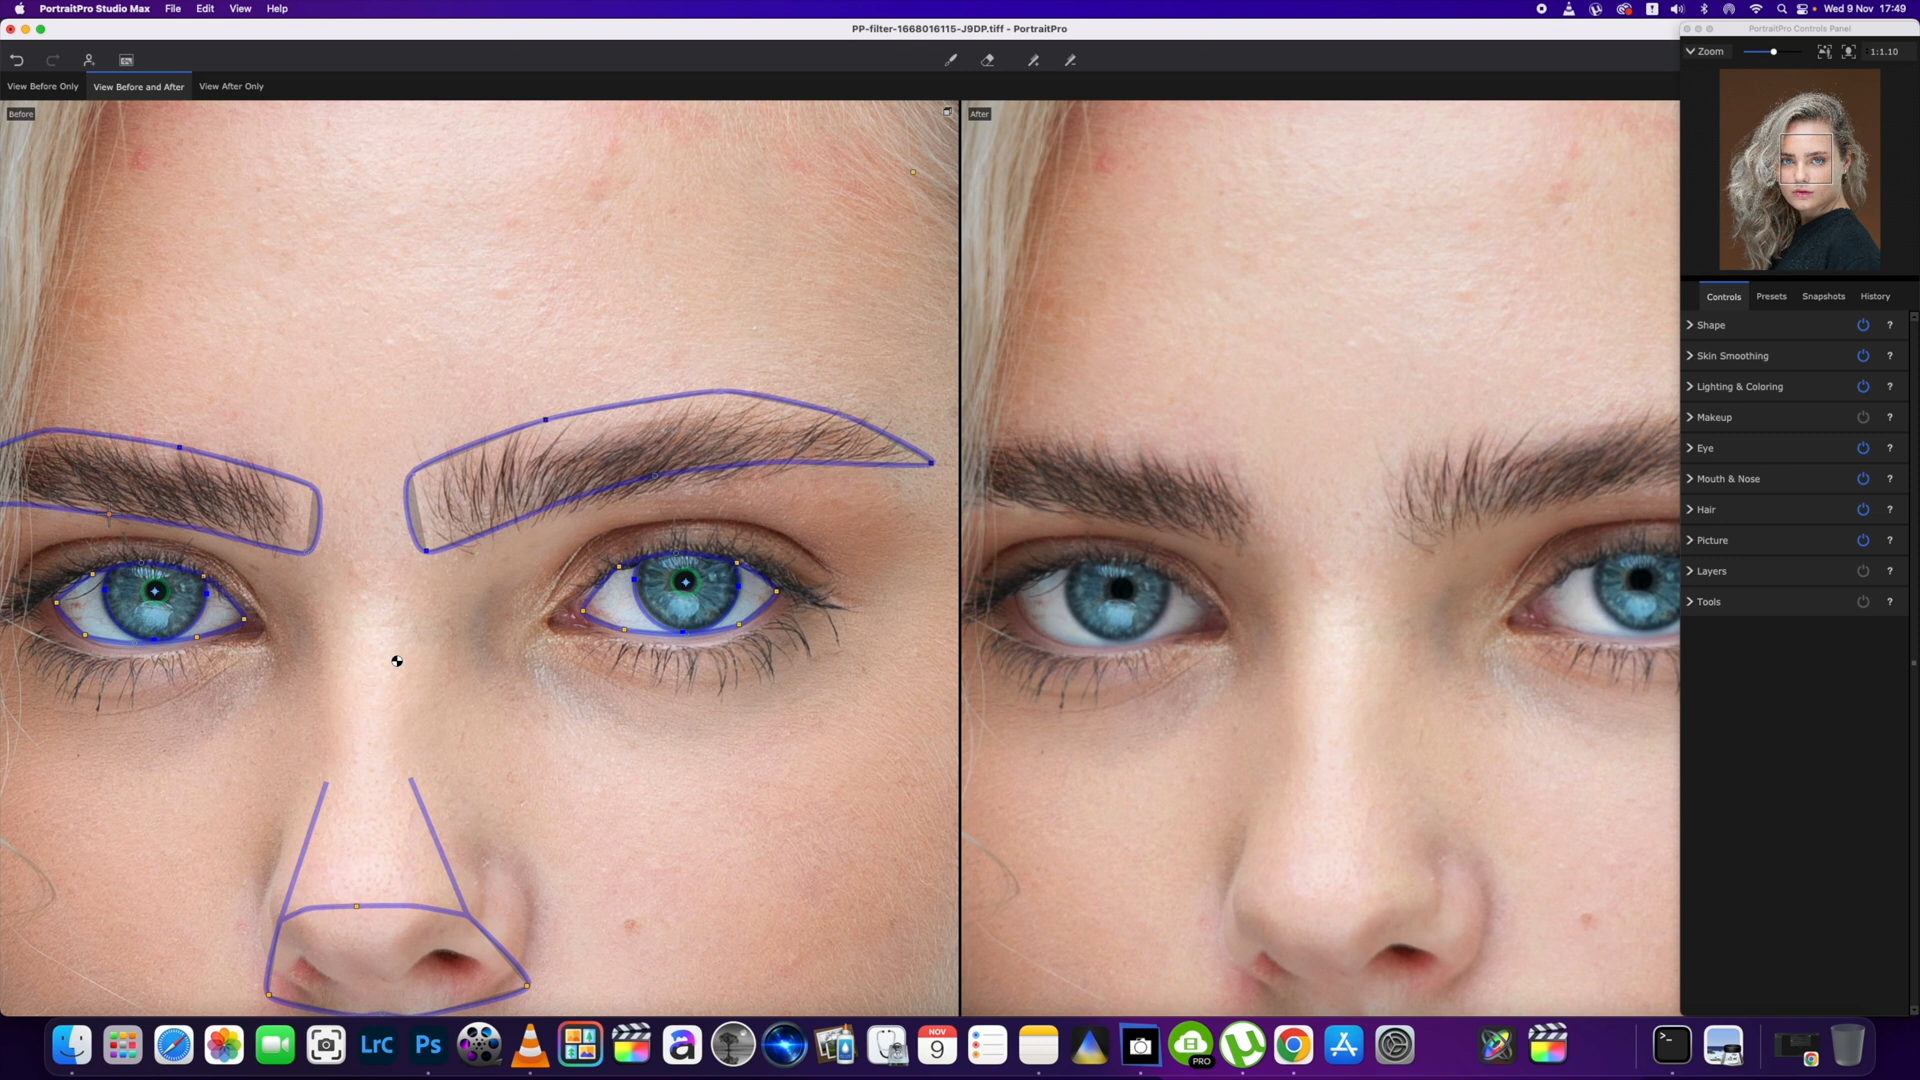 PortraitPro Studio Max File Edit View Help
Wed 9 Nov 17:49
PP-filter-1668016115-J9DP.tiff - PortraitPro
PortraitPro Controls Panel
Zoom
1:1.10
View Before Only
View Before and After
View After Only
Before
After
Controls
Presets
Snapshots
History
Shape ?
Skin Smoothing ?
Lighting & Coloring ?
Makeup ?
Eye ?
Mouth & Nose ?
Hair ?
Picture ?
Layers ?
Tools ?
LrC
Ps
NOV
9
PRO